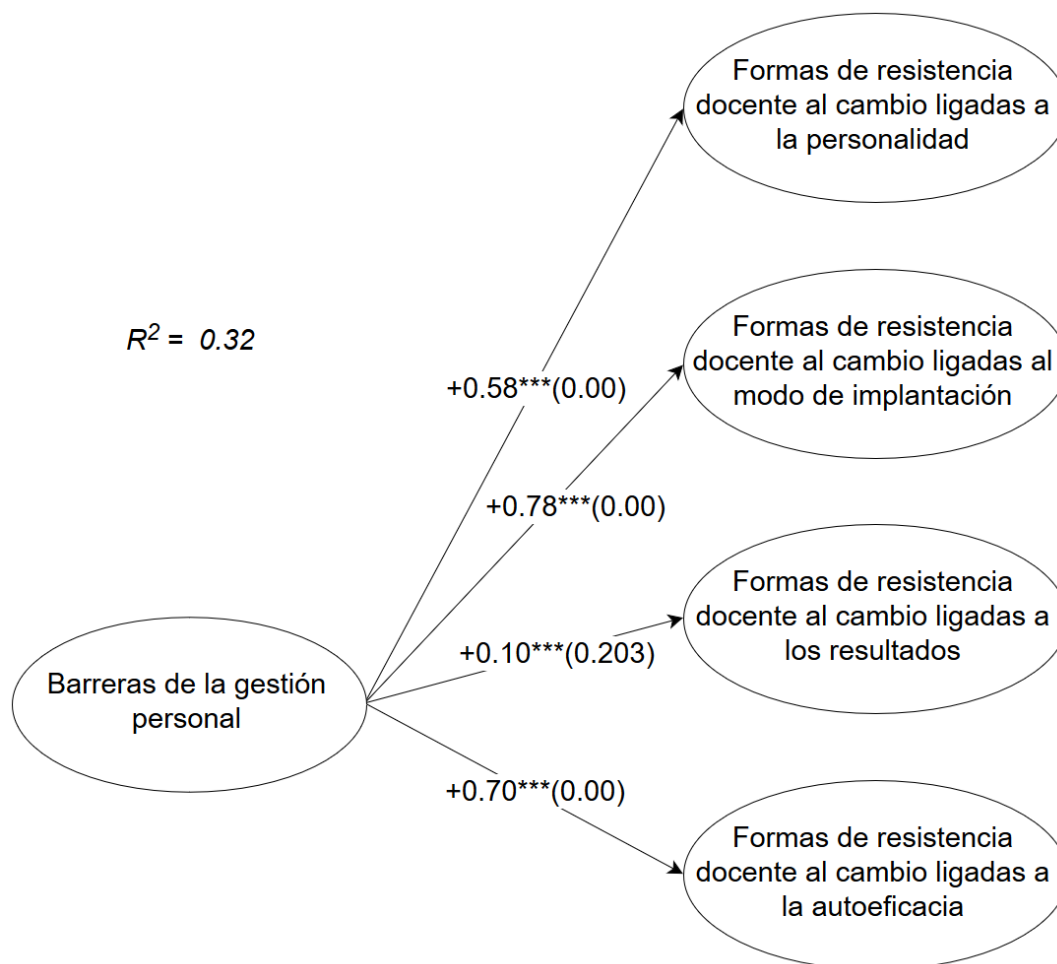 Formas de resistencia
docente al cambio ligadas a
la personalidad
Formas de resistencia
docente al cambio ligadas al
modo de implantación
R² = 0.32
+0.58***(0.00)
+0.78***(0.00)
Formas de resistencia
docente al cambio ligadas a
los resultados
+0.10***(0.203)
Barreras de la gestión
personal
+0.70***(0.00)
Formas de resistencia
docente al cambio ligadas a
la autoeficacia